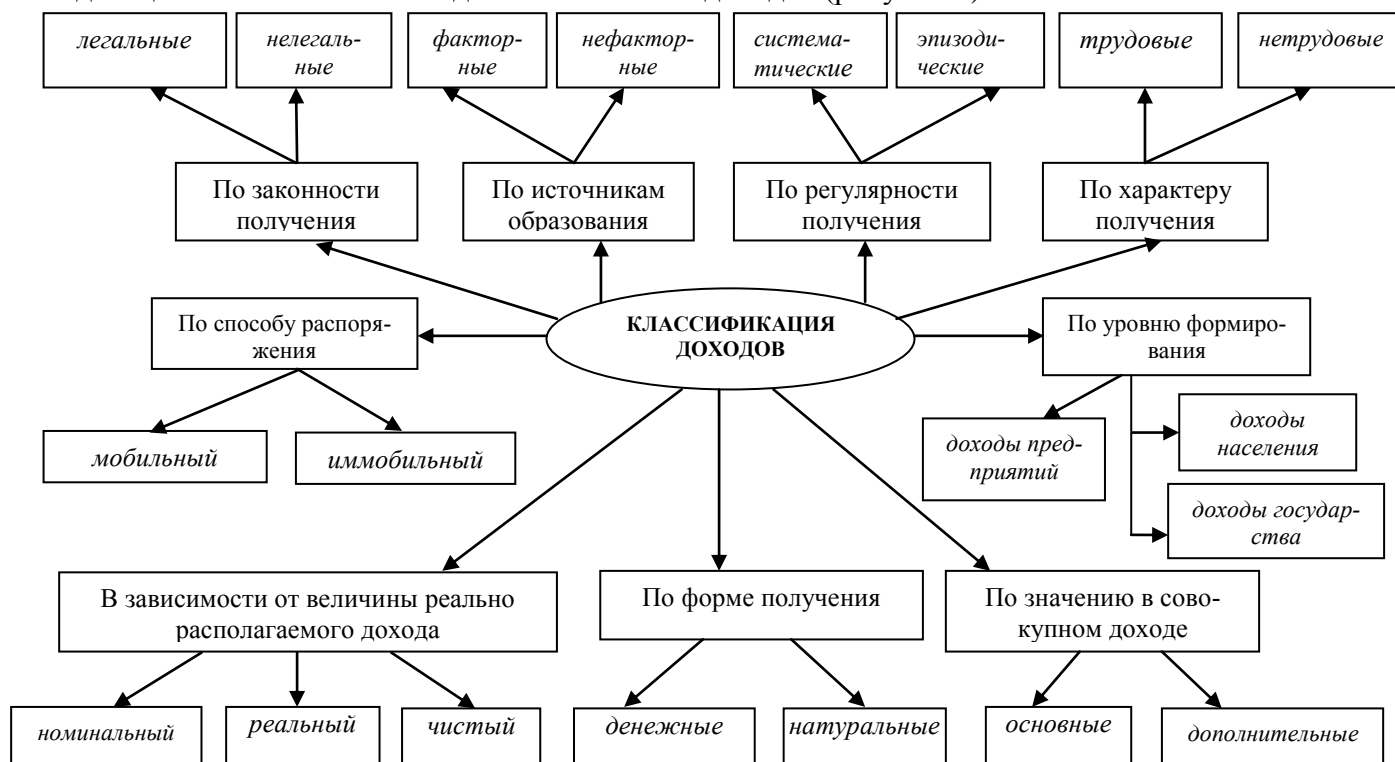 (рисунок 1)
легальные
нелегаль-
ные
фактор-
ные
нефактор-
ные
система-
тические
эпизоди-
ческие
трудовые
нетрудовые
По законности
получения
По источникам
образования
По регулярности
получения
По характеру
получения
По способу распоря-
жения
КЛАССИФИКАЦИЯ
ДОХОДОВ
По уровню формиро-
вания
мобильный
иммобильный
доходы пред-
приятий
доходы
населения
доходы государ-
ства
В зависимости от величины реально
располагаемого дохода
По форме получения
По значению в сово-
купном доходе
номинальный
реальный
чистый
денежные
натуральные
основные
дополнительные